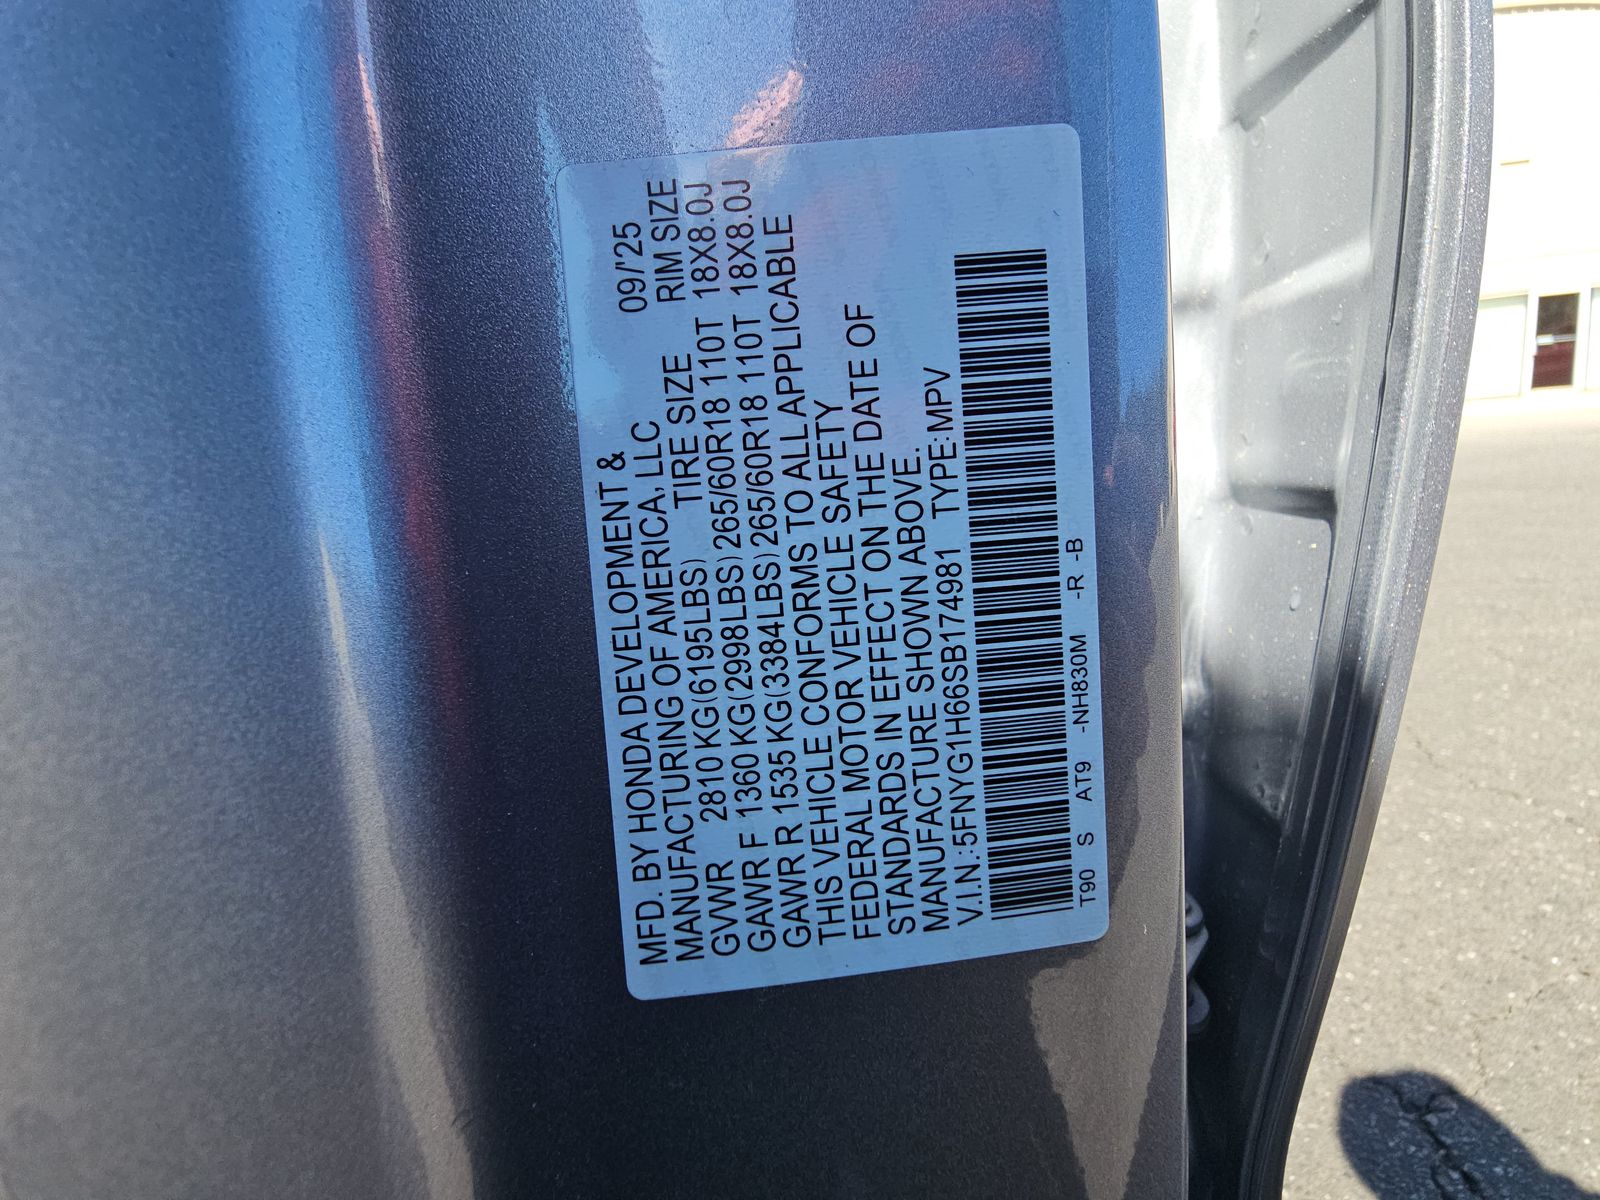 MFD. BY HONDA DEVELOPMENT & 09/'25
MANUFACTURING OF AMERICA, LLC
GVWR 2810 KG(6195LBS) TIRE SIZE RIM SIZE
GAWR F 1360 KG(2998LBS) 265/60R18 110T 18X8.0J
GAWR R 1535 KG(3384LBS) 265/60R18 110T 18X8.0J
THIS VEHICLE CONFORMS TO ALL APPLICABLE
FEDERAL MOTOR VEHICLE SAFETY
STANDARDS IN EFFECT ON THE DATE OF
MANUFACTURE SHOWN ABOVE.
V.I.N.:5FNYG1H66SB174981 TYPE:MPV
T90 S AT9 -NH830M -R -B